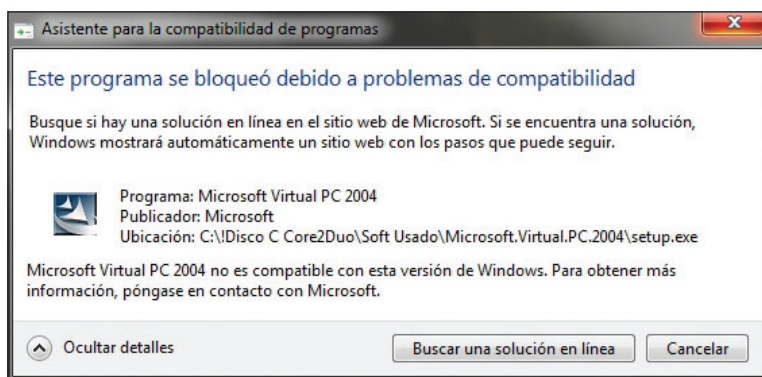 Asistente para la compatibilidad de programas
Este programa se bloqueó debido a problemas de compatibilidad
Busque si hay una solución en línea en el sitio web de Microsoft. Si se encuentra una solución,
Windows mostrará automáticamente un sitio web con los pasos que puede seguir.
Programa: Microsoft Virtual PC 2004
Publicador: Microsoft
Ubicación: C:\!Disco C Core2Duo\Soft Usado\Microsoft.Virtual.PC.2004\setup.exe
Microsoft Virtual PC 2004 no es compatible con esta versión de Windows. Para obtener más
información, póngase en contacto con Microsoft.
Ocultar detalles
Buscar una solución en línea
Cancelar